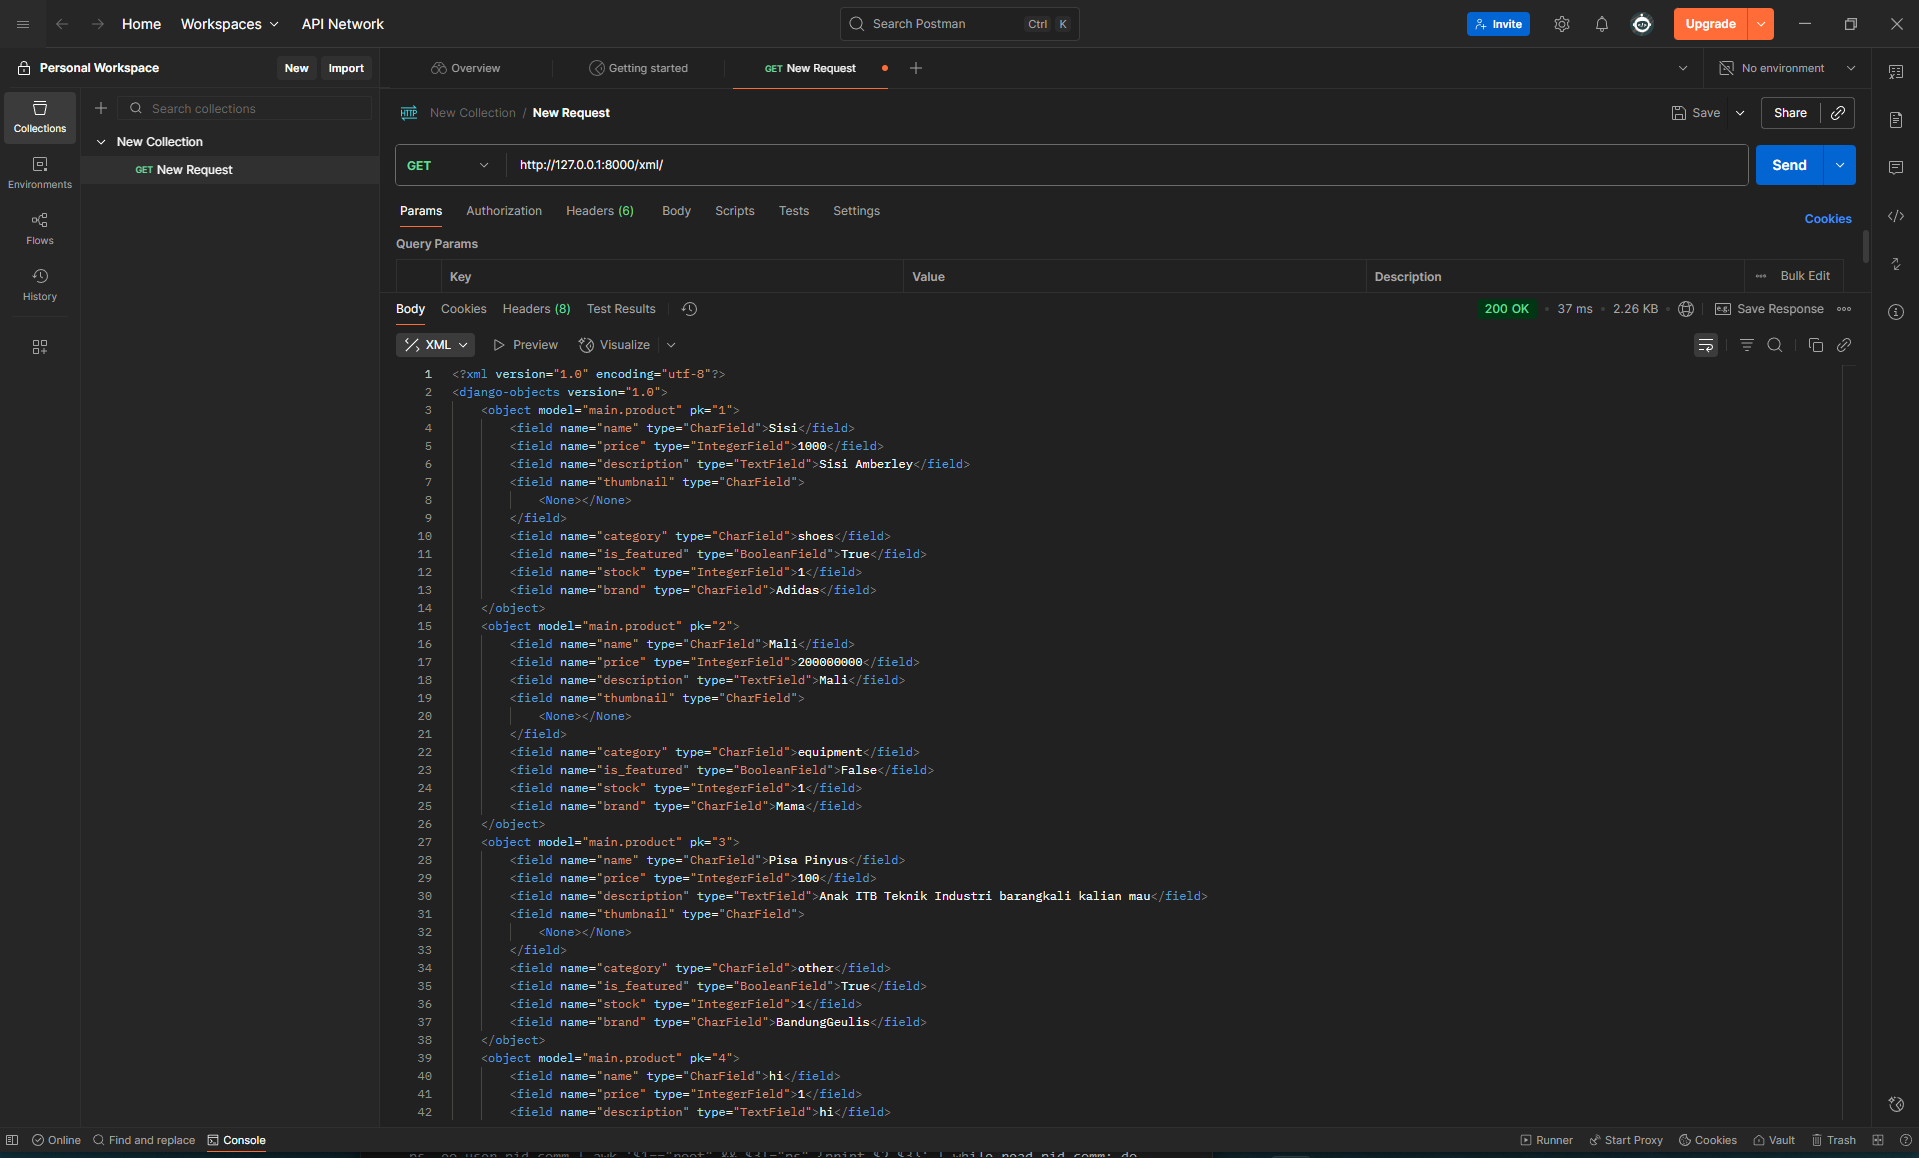 Home Workspaces API Network Search Postman Ctrl K Invite Upgrade
Personal Workspace New Import Overview Getting started GET New Request No environment
Search collections
Collections
Environments
Flows
History
New Collection
GET New Request
HTTP New Collection / New Request Save Share
GET http://127.0.0.1:8000/xml/ Send
Params Authorization Headers (6) Body Scripts Tests Settings Cookies
Query Params
Key Value Description Bulk Edit
Body Cookies Headers (8) Test Results 200 OK 37 ms 2.26 KB e.g. Save Response
XML Preview Visualize
1 <?xml version="1.0" encoding="utf-8"?>
2 <django-objects version="1.0">
3 <object model="main.product" pk="1">
4 <field name="name" type="CharField">Sisi</field>
5 <field name="price" type="IntegerField">1000</field>
6 <field name="description" type="TextField">Sisi Amberley</field>
7 <field name="thumbnail" type="CharField">
8 <None></None>
9 </field>
10 <field name="category" type="CharField">shoes</field>
11 <field name="is_featured" type="BooleanField">True</field>
12 <field name="stock" type="IntegerField">1</field>
13 <field name="brand" type="CharField">Adidas</field>
14 </object>
15 <object model="main.product" pk="2">
16 <field name="name" type="CharField">Mali</field>
17 <field name="price" type="IntegerField">200000000</field>
18 <field name="description" type="TextField">Mali</field>
19 <field name="thumbnail" type="CharField">
20 <None></None>
21 </field>
22 <field name="category" type="CharField">equipment</field>
23 <field name="is_featured" type="BooleanField">False</field>
24 <field name="stock" type="IntegerField">1</field>
25 <field name="brand" type="CharField">Mama</field>
26 </object>
27 <object model="main.product" pk="3">
28 <field name="name" type="CharField">Pisa Pinyus</field>
29 <field name="price" type="IntegerField">100</field>
30 <field name="description" type="TextField">Anak ITB Teknik Industri barangkali kalian mau</field>
31 <field name="thumbnail" type="CharField">
32 <None></None>
33 </field>
34 <field name="category" type="CharField">other</field>
35 <field name="is_featured" type="BooleanField">True</field>
36 <field name="stock" type="IntegerField">1</field>
37 <field name="brand" type="CharField">BandungGeulis</field>
38 </object>
39 <object model="main.product" pk="4">
40 <field name="name" type="CharField">hi</field>
41 <field name="price" type="IntegerField">1</field>
42 <field name="description" type="TextField">hi</field>
Online Find and replace Console Runner Start Proxy Cookies Vault Trash